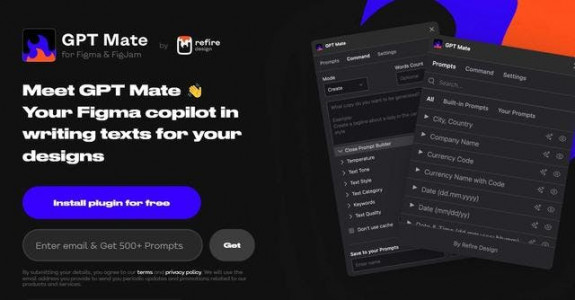 GPT Mate
for Figma & FigJam
by
refire
design
Meet GPT Mate 👋
Your Figma copilot in
writing texts for your
designs
Install plugin for free
Enter email & Get 500+ Prompts
Get
By submitting your details, you agree to our terms and privacy policy. We will use the
email address you provide to send you periodic updates and promotions related to our
products and services.
GPT Mate
Prompts Command Settings
Mode
Words Count
Create
Optional
What copy do you want to be generated?
Example:
Create a tagline about
style
Close Prompt Builder
Temperature
Text Tone
Text Style
Text Category
Keywords
Text Quality
Don't use cache
Save to your Prompts
Enter name
GPT Mate
Prompts Command Settings
Search...
All Built-in Prompts Your Prompts
City, Country
Company Name
Currency Code
Currency Name with Code
Date (dd.mm.yyyy)
Date (mm/dd/yy)
By Refire Design